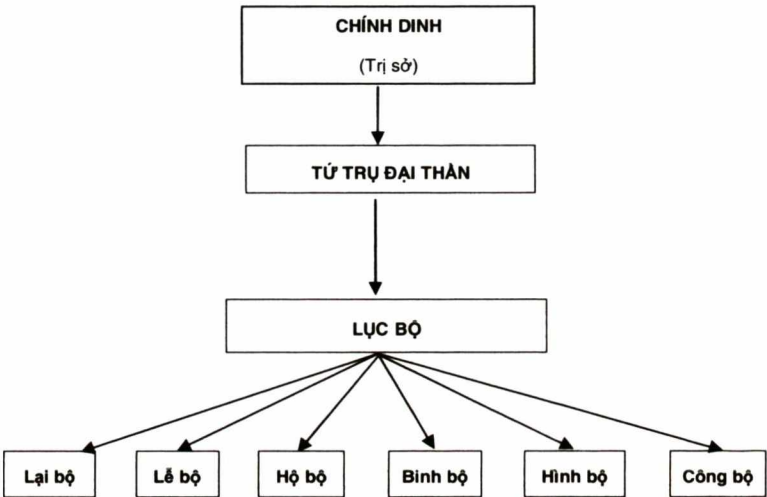 CHÍNH DINH
(Trị sở)
TỨ TRỤ ĐẠI THẦN
LỤC BỘ
Lại bộ
Lễ bộ
Hộ bộ
Binh bộ
Hình bộ
Công bộ